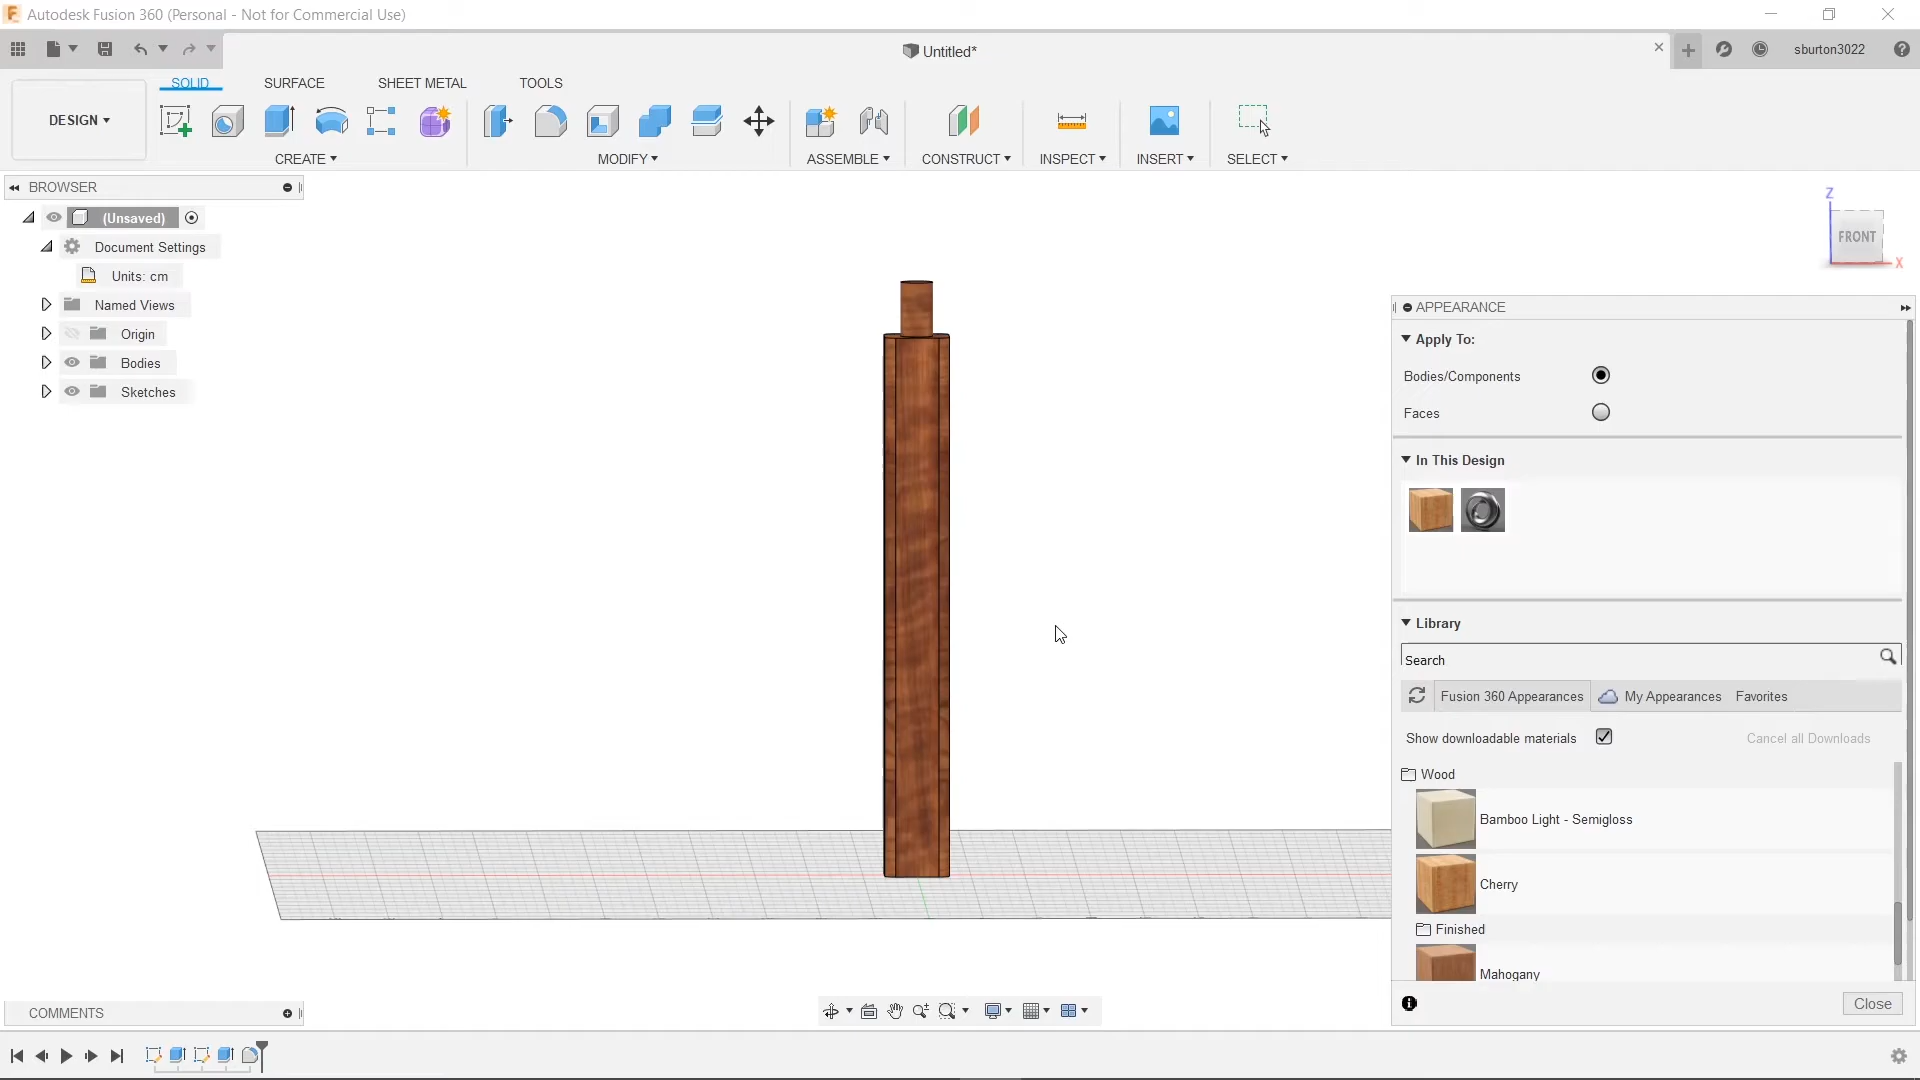 Autodesk Fusion 360 (Personal - Not for Commercial Use)
Untitled*
sburton3022
DESIGN
SOLID
SURFACE
SHEET METAL
TOOLS
CREATE
MODIFY
ASSEMBLE
CONSTRUCT
INSPECT
INSERT
SELECT
BROWSER
(Unsaved)
Document Settings
Units: cm
Named Views
Origin
Bodies
Sketches
Z
FRONT
X
APPEARANCE
Apply To:
Bodies/Components
Faces
In This Design
Library
Search
Fusion 360 Appearances
My Appearances
Favorites
Show downloadable materials
Cancel all Downloads
Wood
Bamboo Light - Semigloss
Cherry
Finished
Mahogany
Close
COMMENTS